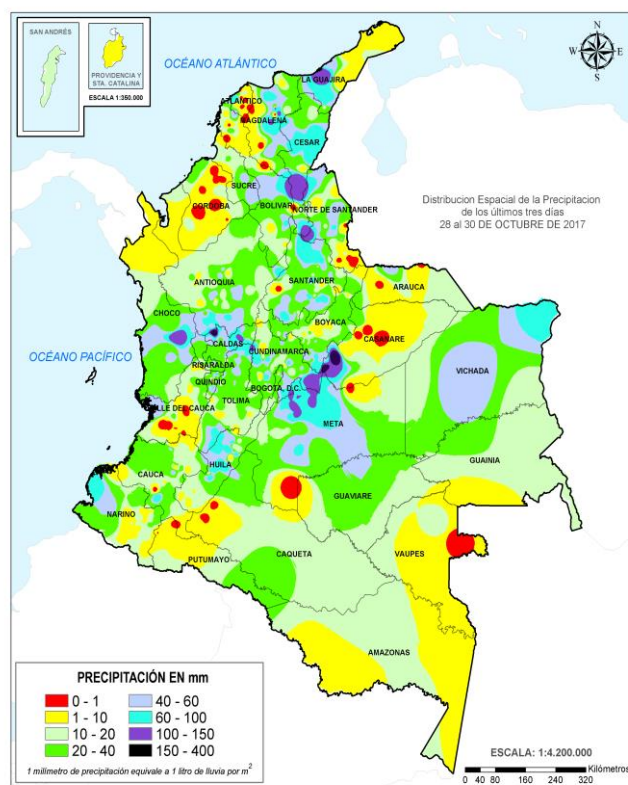 SAN ANDRÉS
PROVIDENCIA Y
STA. CATALINA
ESCALA 1:350.000
OCÉANO ATLÁNTICO
N
W
E
S
LA GUAJIRA
ATLÁNTICO
MAGDALENA
CESAR
SUCRE
CORDOBA
BOLIVAR
NORTE DE SANTANDER
Distribucion Espacial de la Precipitacion
de los últimos tres días
28 al 30 DE OCTUBRE DE 2017
ANTIOQUIA
SANTANDER
ARAUCA
CHOCO
BOYACA
CASANARE
OCÉANO PACÍFICO
CALDAS
CUNDINAMARCA
RISARALDA
VICHADA
QUINDIO
BOGOTA, D.C.
TOLIMA
VALLE DEL CAUCA
META
HUILA
GUAINIA
CAUCA
GUAVIARE
NARIÑO
PUTUMAYO
CAQUETA
VAUPES
AMAZONAS
PRECIPITACIÓN EN mm
0 - 1
40 - 60
1 - 10
60 - 100
10 - 20
100 - 150
20 - 40
150 - 400
1 milimetro de precipitación equivale a 1 litro de lluvia por m²
ESCALA: 1:4.200.000
Kilómetros
0 40 80 160 240 320